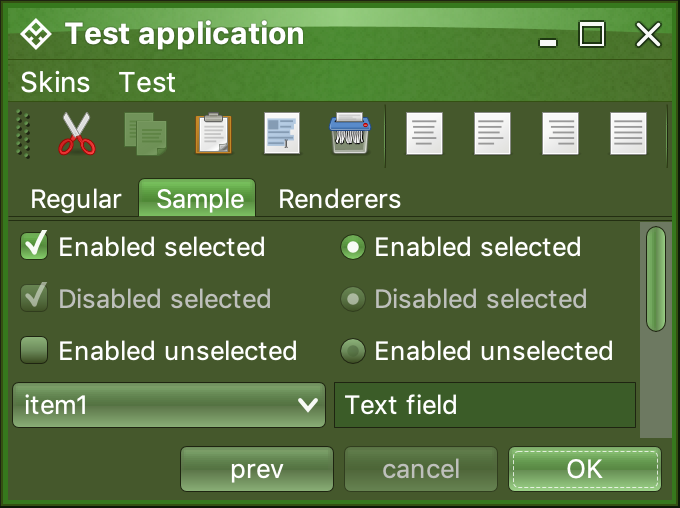 Test application
Skins Test
Regular Sample Renderers
Enabled selected Enabled selected
Disabled selected Disabled selected
Enabled unselected Enabled unselected
item1 Text field
prev cancel OK